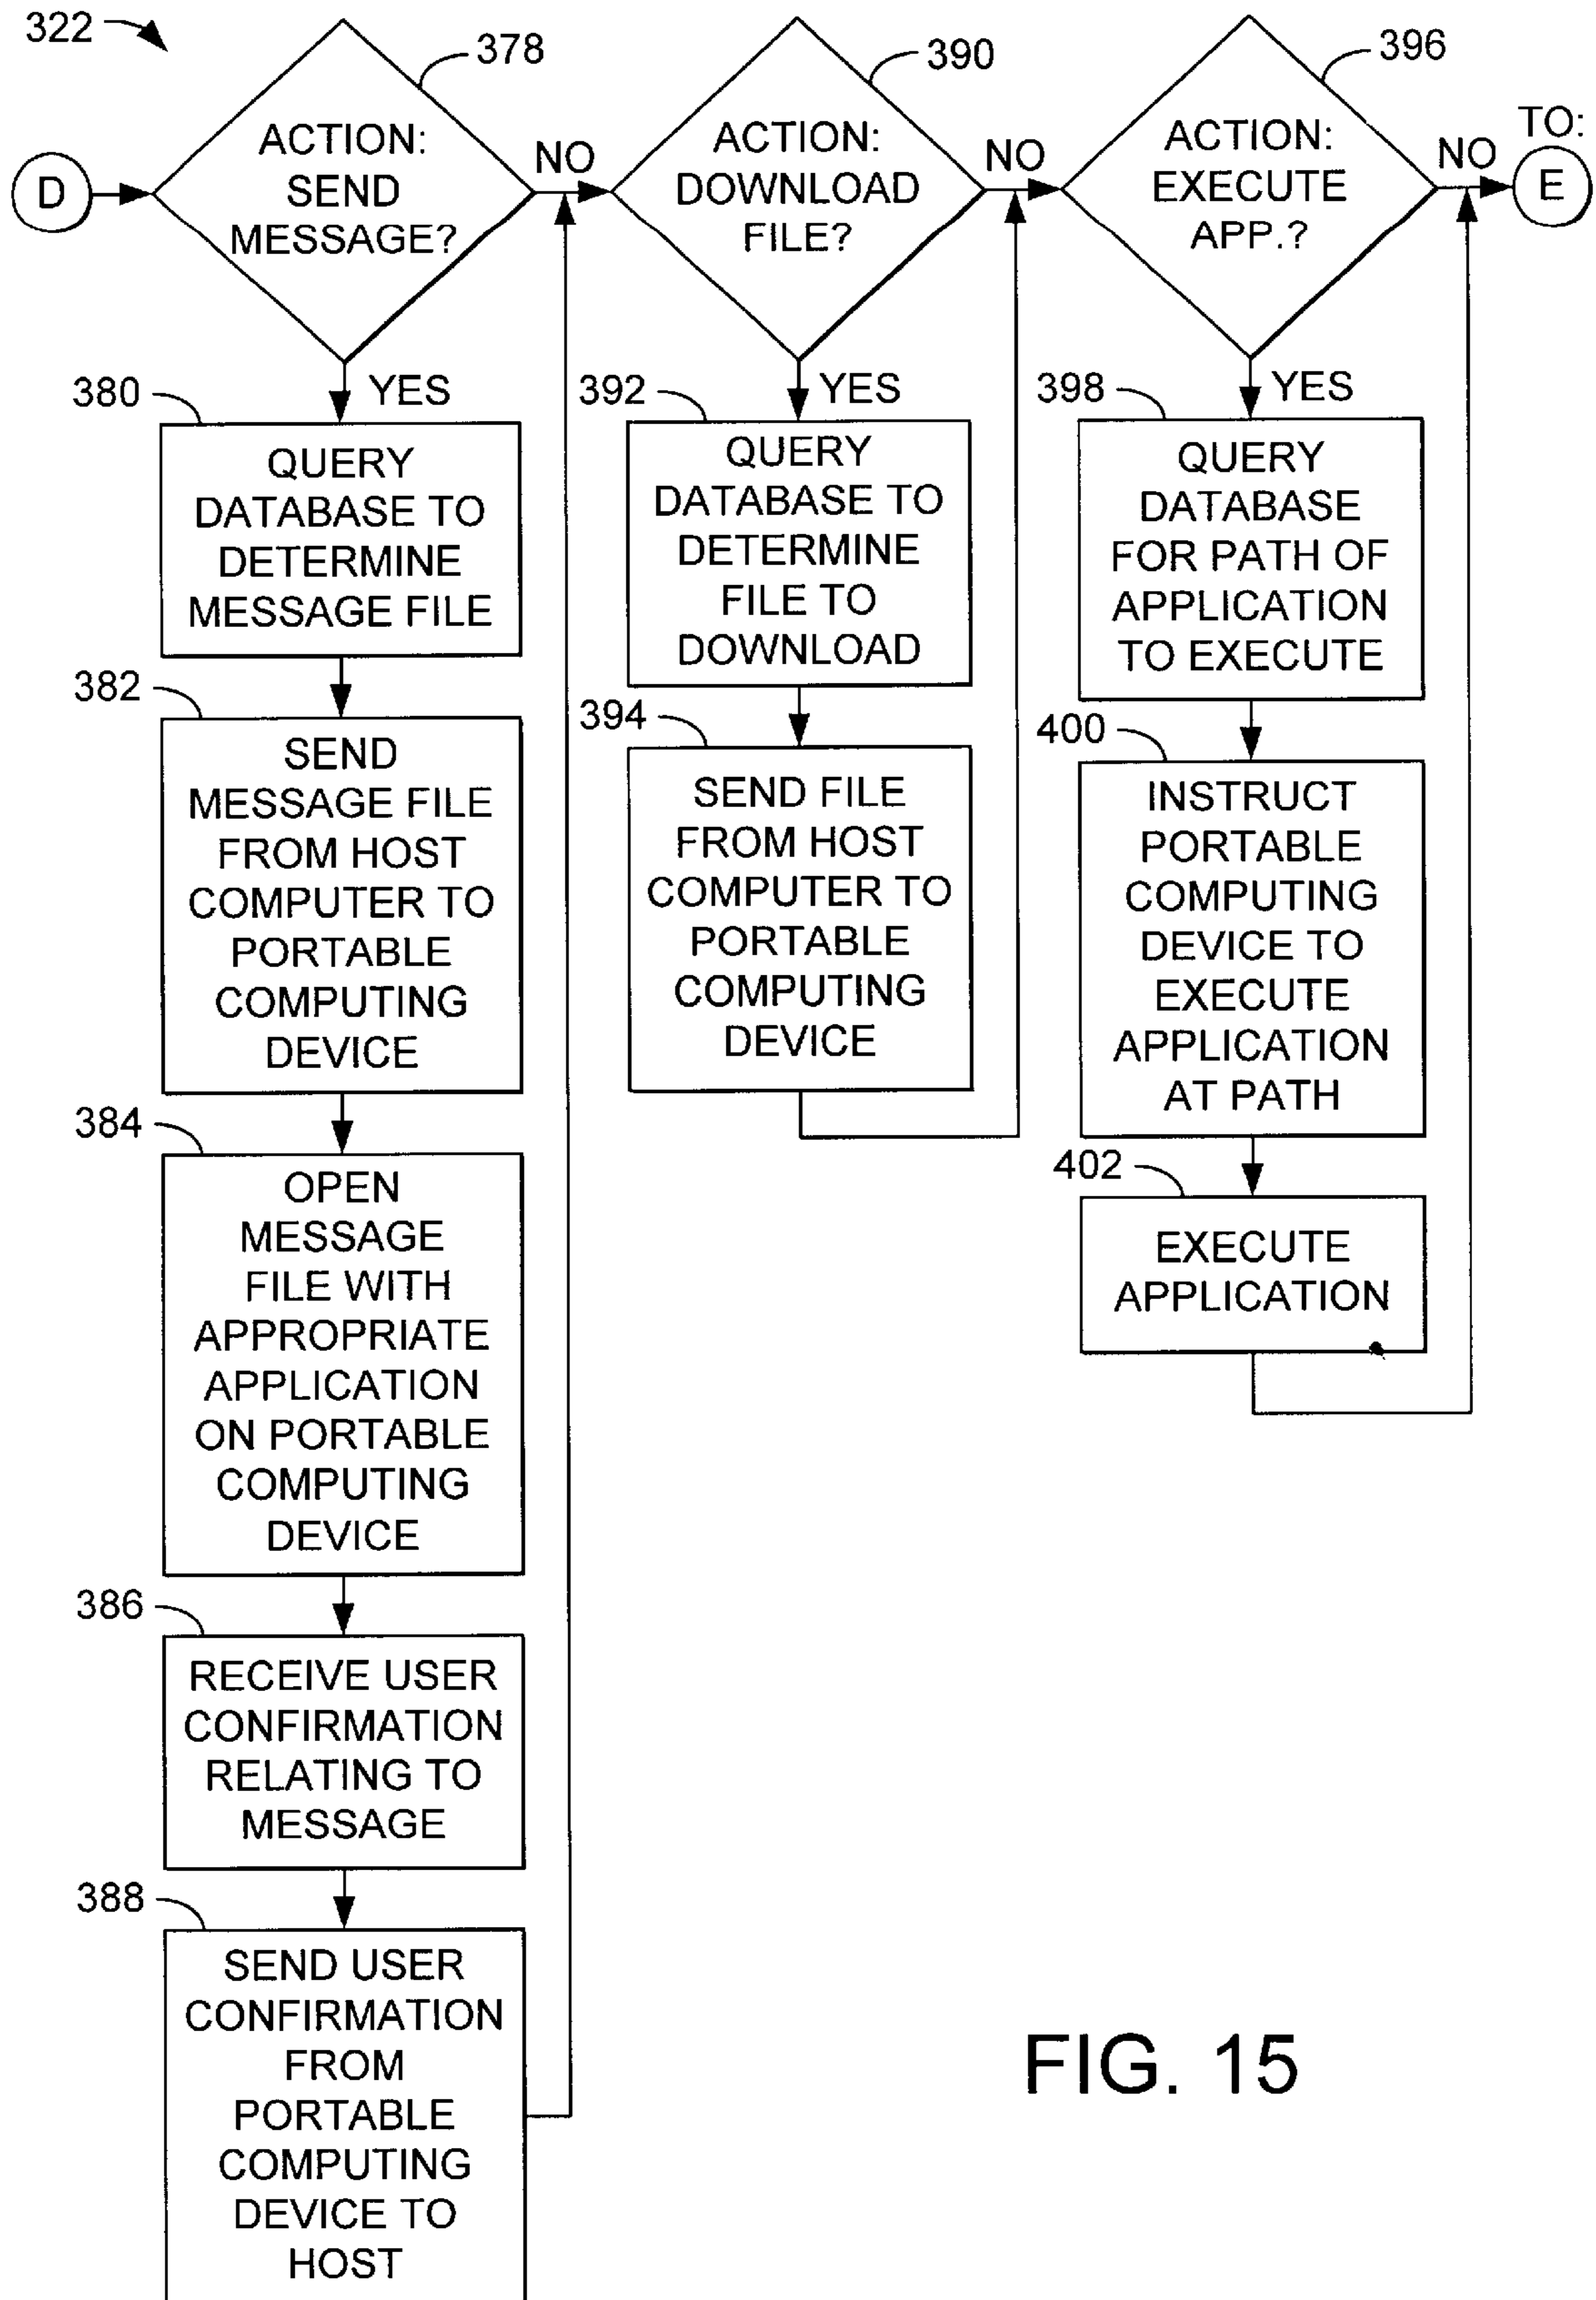 322
378
390
396
D
ACTION:
SEND
MESSAGE?
NO
ACTION:
DOWNLOAD
FILE?
NO
ACTION:
EXECUTE
APP.?
NO
TO:
E
YES
380
QUERY
DATABASE TO
DETERMINE
MESSAGE FILE
382
SEND
MESSAGE FILE
FROM HOST
COMPUTER TO
PORTABLE
COMPUTING
DEVICE
384
OPEN
MESSAGE
FILE WITH
APPROPRIATE
APPLICATION
ON PORTABLE
COMPUTING
DEVICE
386
RECEIVE USER
CONFIRMATION
RELATING TO
MESSAGE
388
SEND USER
CONFIRMATION
FROM
PORTABLE
COMPUTING
DEVICE TO
HOST
YES
392
QUERY
DATABASE TO
DETERMINE
FILE TO
DOWNLOAD
394
SEND FILE
FROM HOST
COMPUTER TO
PORTABLE
COMPUTING
DEVICE
YES
398
QUERY
DATABASE
FOR PATH OF
APPLICATION
TO EXECUTE
400
INSTRUCT
PORTABLE
COMPUTING
DEVICE TO
EXECUTE
APPLICATION
AT PATH
402
EXECUTE
APPLICATION
FIG. 15